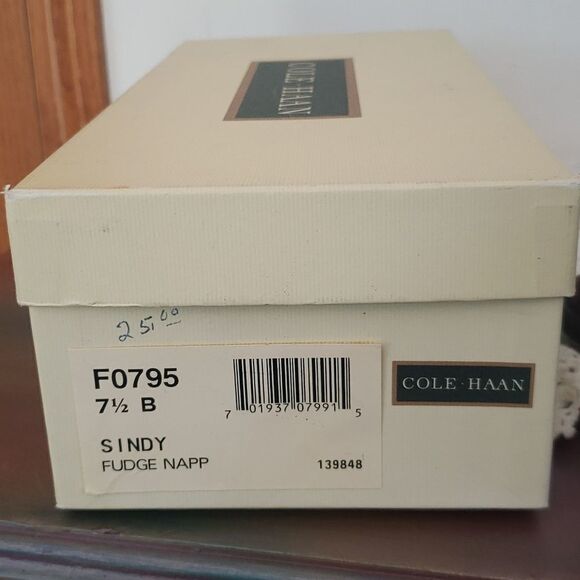 COLE·HAAN
25.00
F0795
7½ B
SINDY
FUDGE NAPP
7 01937 07991 5
139848
COLE·HAAN